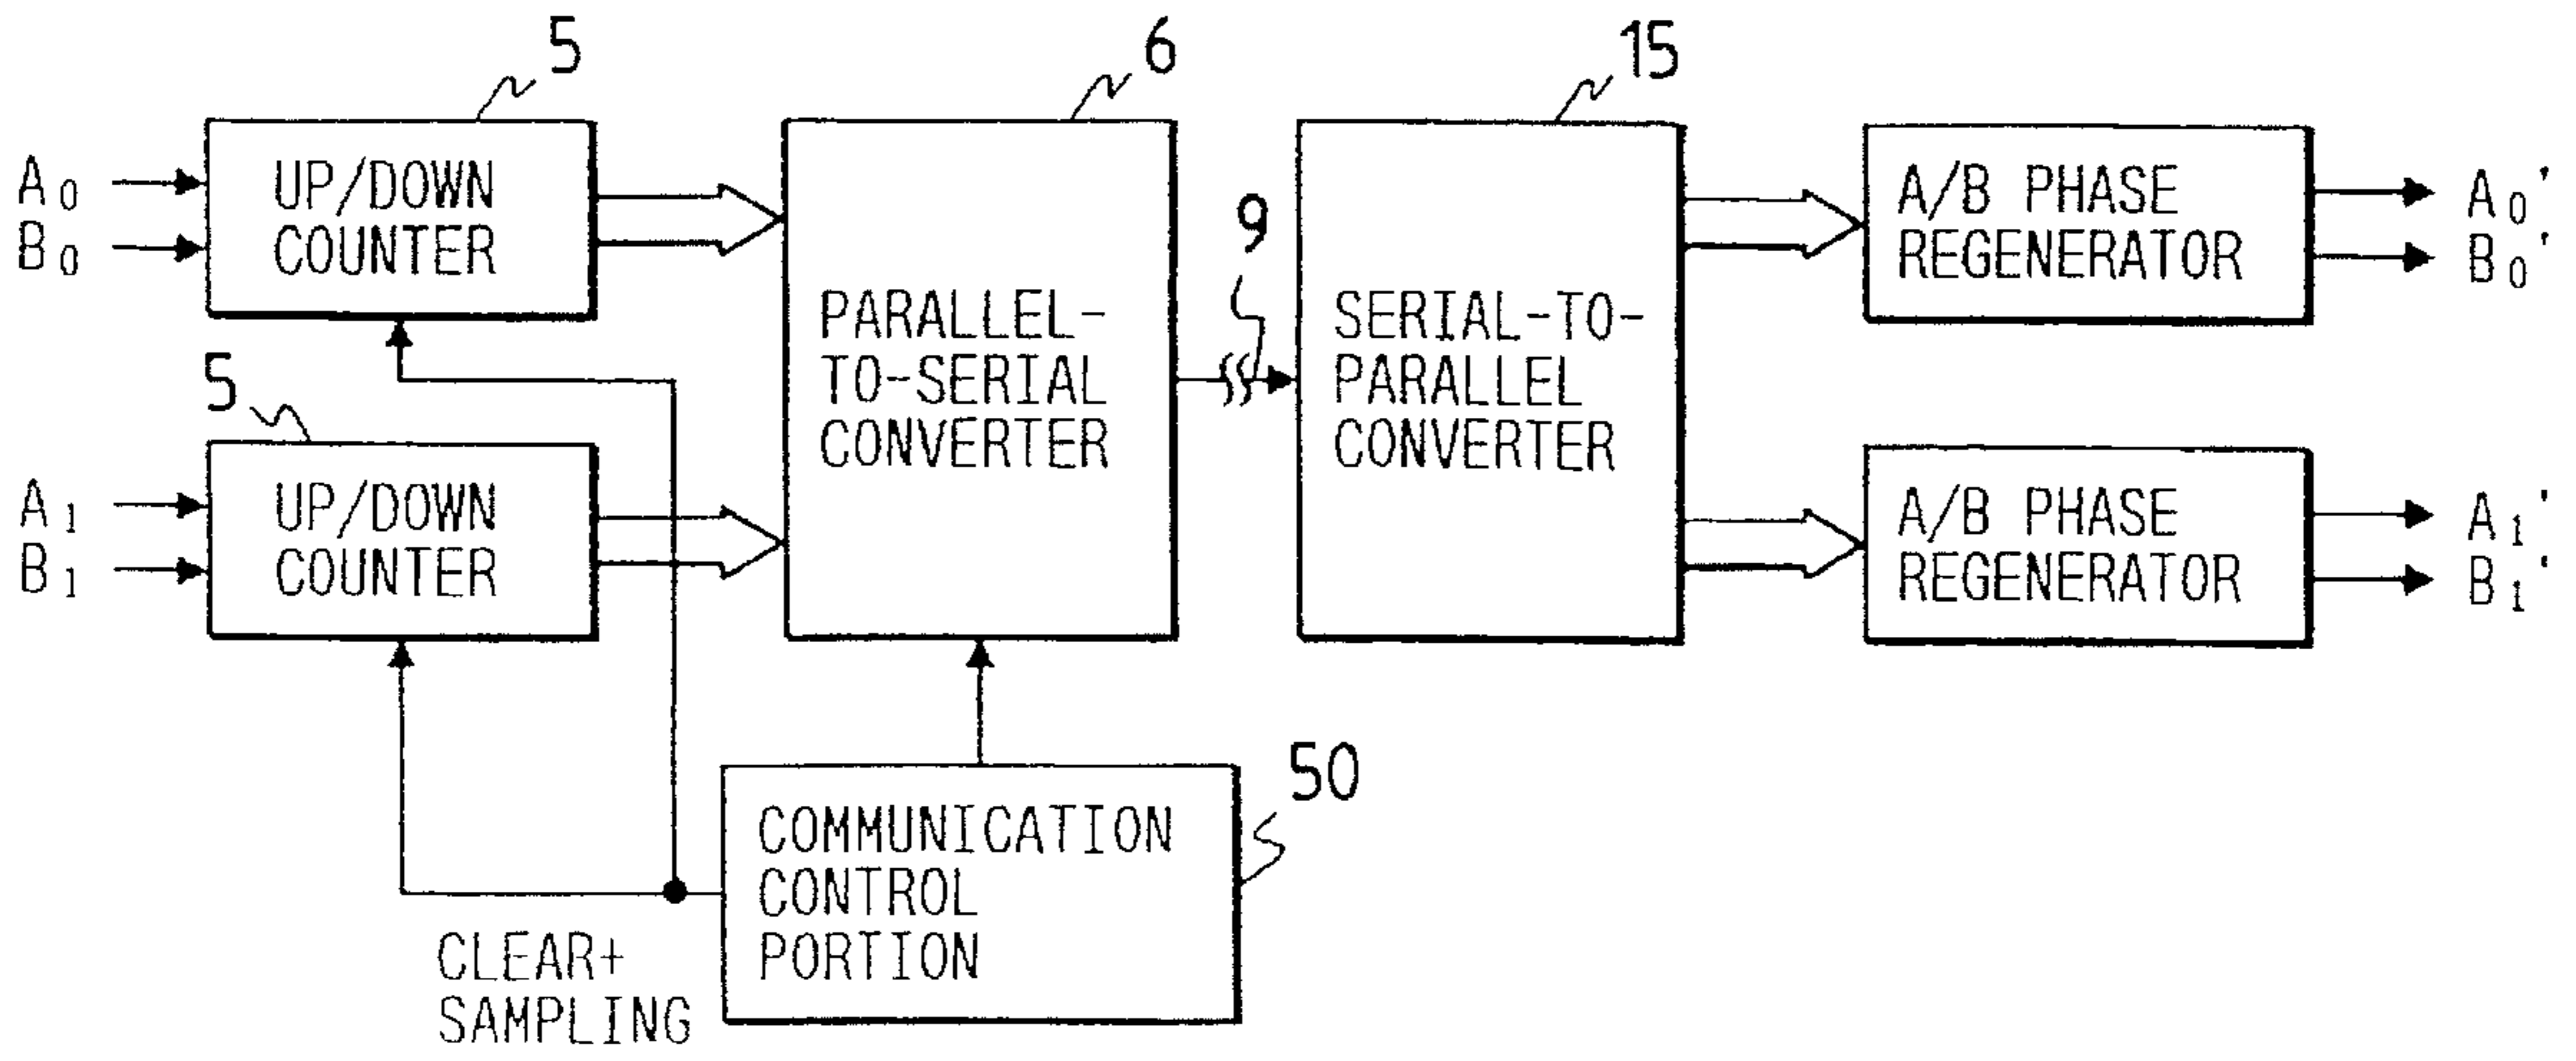 5
6
15
A0
B0
UP/DOWN
COUNTER
A/B PHASE
REGENERATOR
A0'
B0'
9
PARALLEL-
TO-SERIAL
CONVERTER
SERIAL-TO-
PARALLEL
CONVERTER
5
A1
B1
UP/DOWN
COUNTER
A/B PHASE
REGENERATOR
A1'
B1'
50
COMMUNICATION
CONTROL
PORTION
CLEAR+
SAMPLING